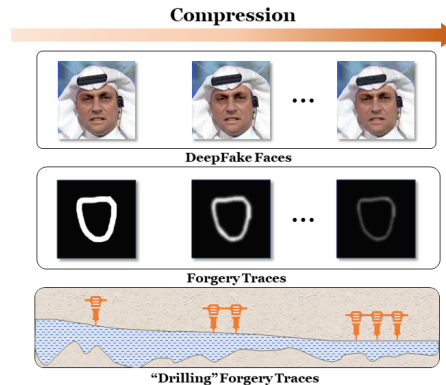 Compression
...
DeepFake Faces
...
Forgery Traces
“Drilling” Forgery Traces